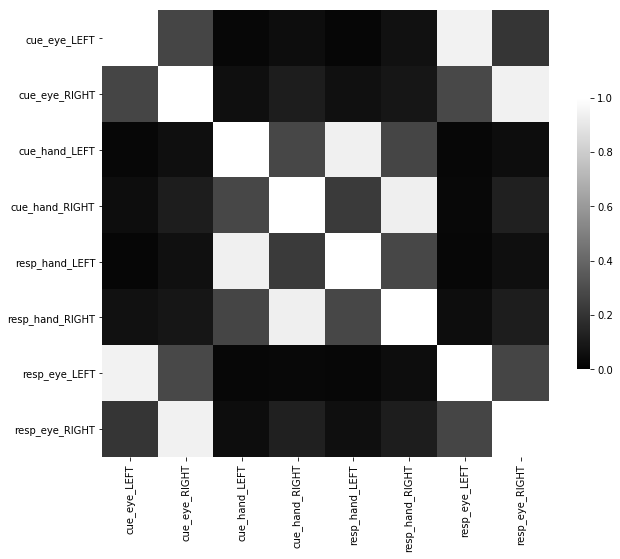 cue_eye_LEFT
cue_eye_RIGHT
cue_hand_LEFT
cue_hand_RIGHT
resp_hand_LEFT
resp_hand_RIGHT
resp_eye_LEFT
resp_eye_RIGHT
1.0
0.8
0.6
0.4
0.2
0.0
cue_eye_LEFT
cue_eye_RIGHT
cue_hand_LEFT
cue_hand_RIGHT
resp_hand_LEFT
resp_hand_RIGHT
resp_eye_LEFT
resp_eye_RIGHT